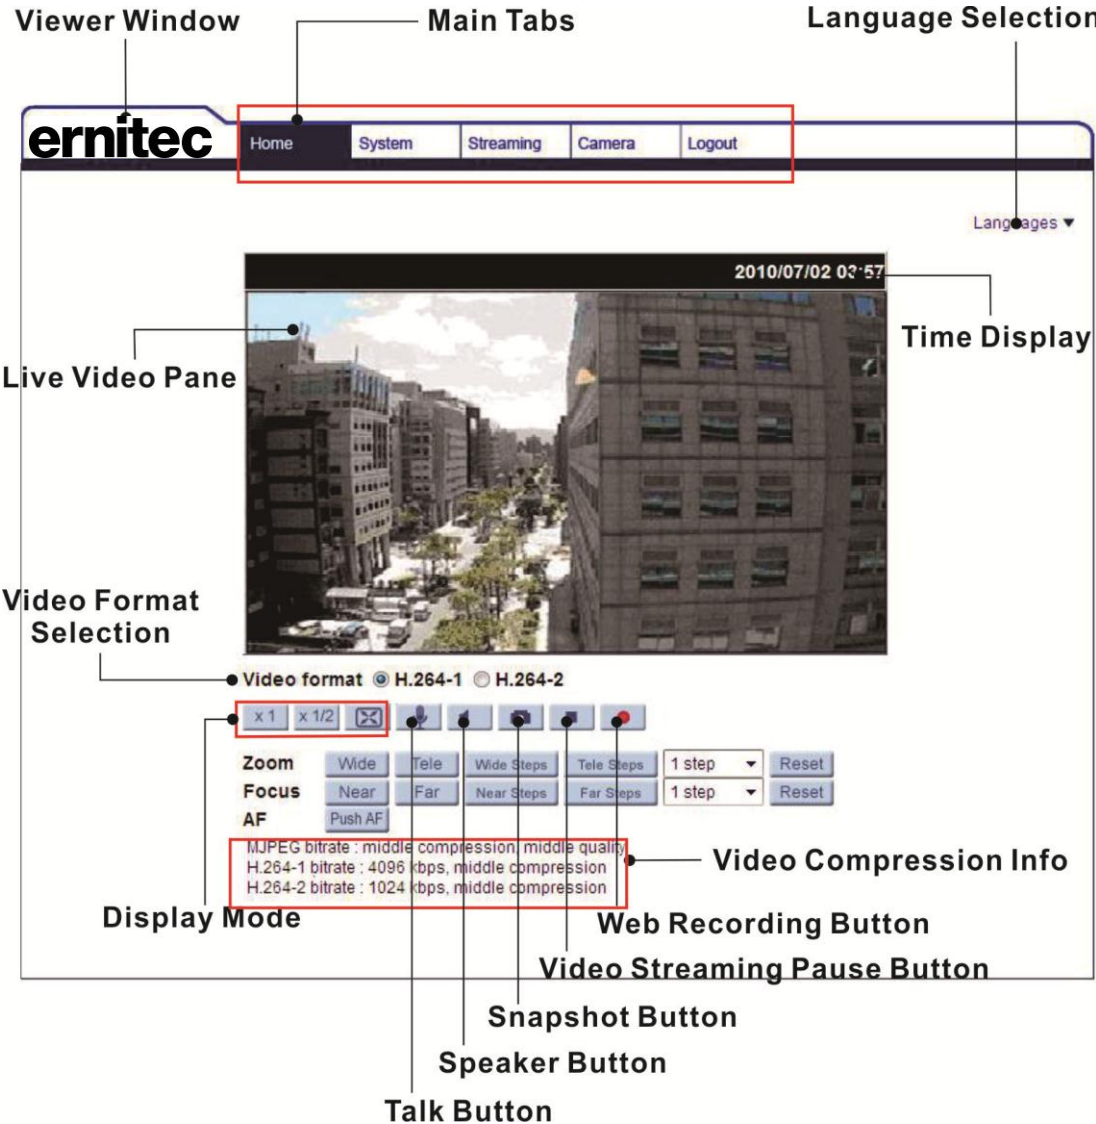 Viewer Window
Main Tabs
Language Selection
ernitec
Home System Streaming Camera Logout
Languages
2010/07/02 03:57
Time Display
Live Video Pane
Video Format
Selection
Video format H.264-1 H.264-2
x 1 x 1/2
Zoom Wide Tele Wide Steps Tele Steps 1 step Reset
Focus Near Far Near Steps Far Steps 1 step Reset
AF Push AF
MJPEG bitrate : middle compression, middle quality
H.264-1 bitrate : 4096 kbps, middle compression
H.264-2 bitrate : 1024 kbps, middle compression
Video Compression Info
Display Mode
Web Recording Button
Video Streaming Pause Button
Snapshot Button
Speaker Button
Talk Button